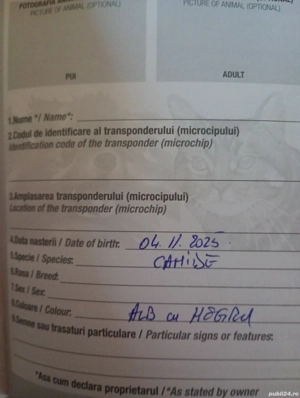 FOTOGRAFIA
PICTURE OF ANIMAL (OPTIONAL)
PICTURE OF ANIMAL (OPTIONAL)
PUI
ADULT
1.Nume */ Name*:
2.Codul de identificare al transponderului (microcipului)
Identification code of the transponder (microchip)
3.Amplasarea transponderului (microcipului)
Location of the transponder (microchip)
4.Data nasterii / Date of birth: 04.11.2025
5.Specie / Species: CANIDE
6.Rasa / Breed:
7.Sex / Sex:
8.Culoare / Colour: ALB cu NEGRU
9.Semne sau trasaturi particulare / Particular signs or features:
*Asa cum declara proprietarul / *As stated by owner
publi24.ro